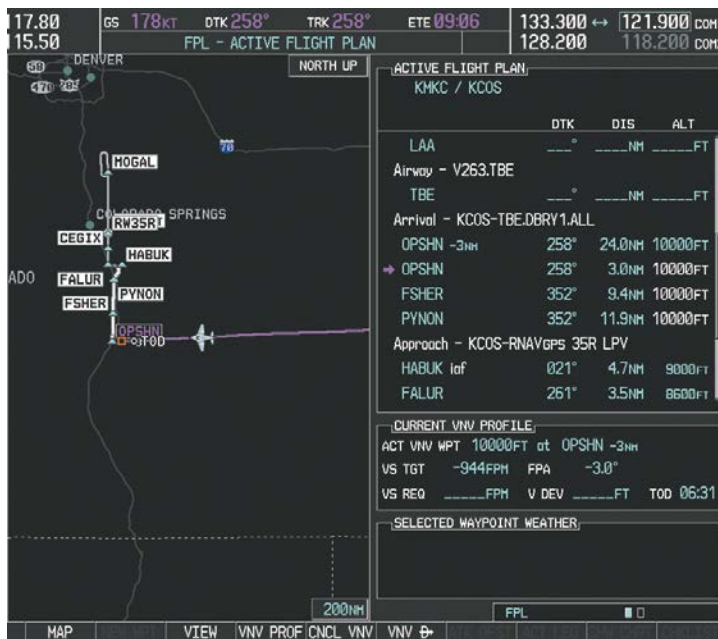 117.80 GS 178KT DTK 258° TRK 258° ETE 09:06 133.300 ↔ 121.900 COM
115.50 FPL - ACTIVE FLIGHT PLAN 128.200 118.200 COM
DENVER
NORTH UP
70
MOGAL
COLORADO SPRINGS
RW35R
CEGIX
HABUK
ADO
FALUR
PYNON
FSHER
OPSHN
TOD
200NM
ACTIVE FLIGHT PLAN
KMKC / KCOS
DTK DIS ALT
LAA ___° ____NM _____FT
Airway - V263.TBE
TBE ___° ____NM _____FT
Arrival - KCOS-TBE.DBRY1.ALL
OPSHN -3NM 258° 24.0NM 10000FT
OPSHN 258° 3.0NM 10000FT
FSHER 352° 9.4NM 10000FT
PYNON 352° 11.9NM 10000FT
Approach - KCOS-RNAVGPS 35R LPV
HABUK iaf 021° 4.7NM 9000FT
FALUR 261° 3.5NM 8600FT
CURRENT VNV PROFILE
ACT VNV WPT 10000FT at OPSHN -3NM
VS TGT -944FPM FPA -3.0°
VS REQ _____FPM V DEV _____FT TOD 06:31
SELECTED WAYPOINT WEATHER
FPL
MAP VIEW VNV PROF CNCL VNV VNV